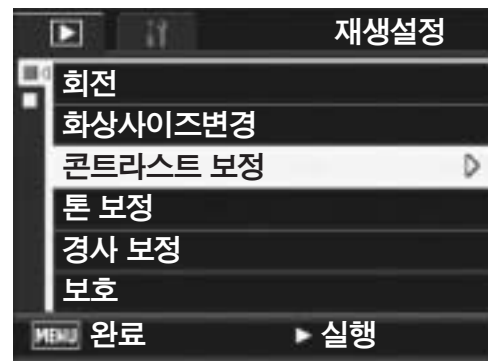 재생설정
회전
화상사이즈변경
콘트라스트 보정
톤 보정
경사 보정
보호
MENU 완료 ▶ 실행